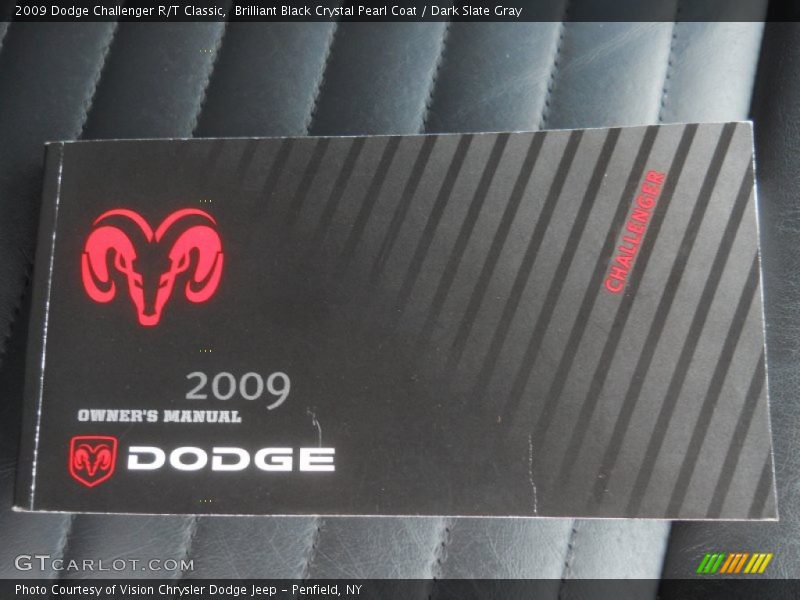 2009 Dodge Challenger R/T Classic, Brilliant Black Crystal Pearl Coat / Dark Slate Gray
CHALLENGER
2009
OWNER'S MANUAL
DODGE
GTCARLOT.COM
Photo Courtesy of Vision Chrysler Dodge Jeep - Penfield, NY